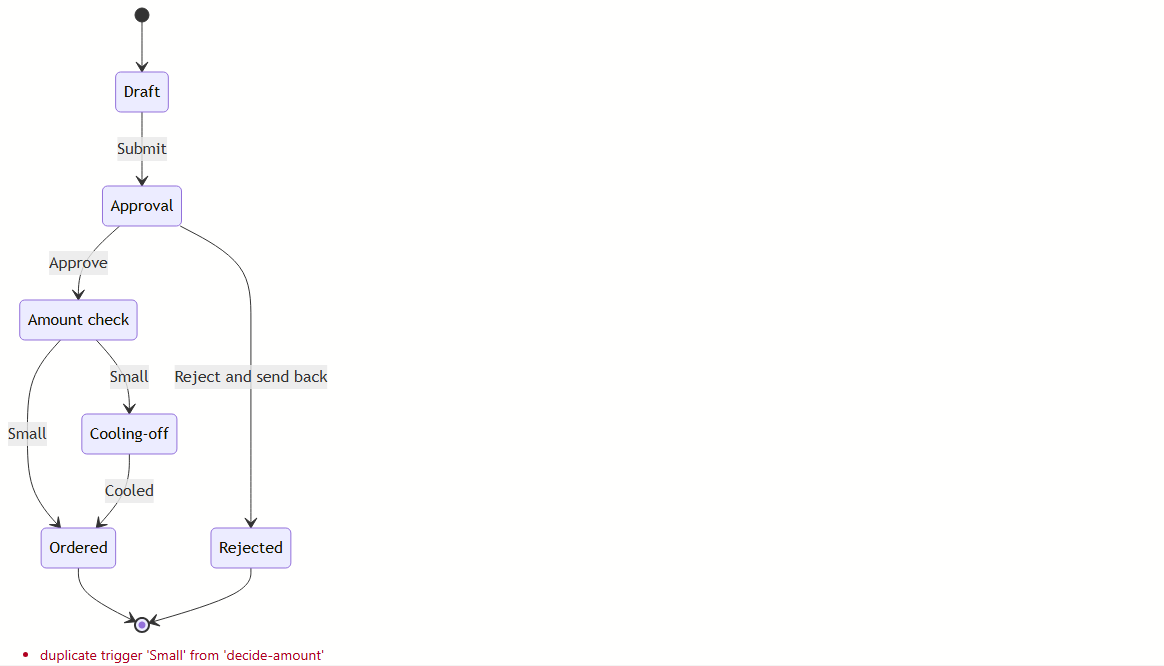 Draft
Submit
Approval
Approve
Amount check
Small
Reject and send back
Small
Cooling-off
Cooled
Ordered
Rejected
duplicate trigger 'Small' from 'decide-amount'